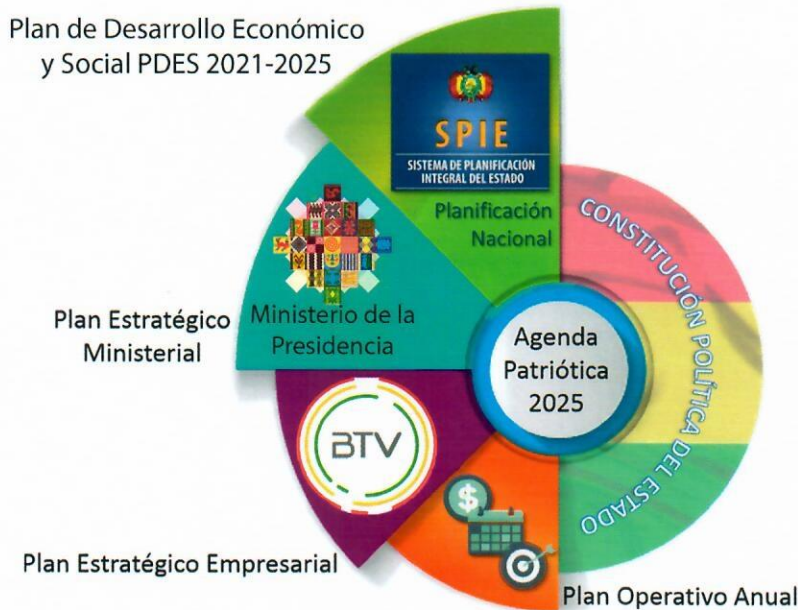 Plan de Desarrollo Económico
y Social PDES 2021-2025
SPIE
SISTEMA DE PLANIFICACIÓN
INTEGRAL DEL ESTADO
Planificación
Nacional
CONSTITUCIÓN POLÍTICA DEL ESTADO
Plan Estratégico
Ministerial
Ministerio de la
Presidencia
Agenda
Patriótica
2025
BTV
$
Plan Estratégico Empresarial
Plan Operativo Anual